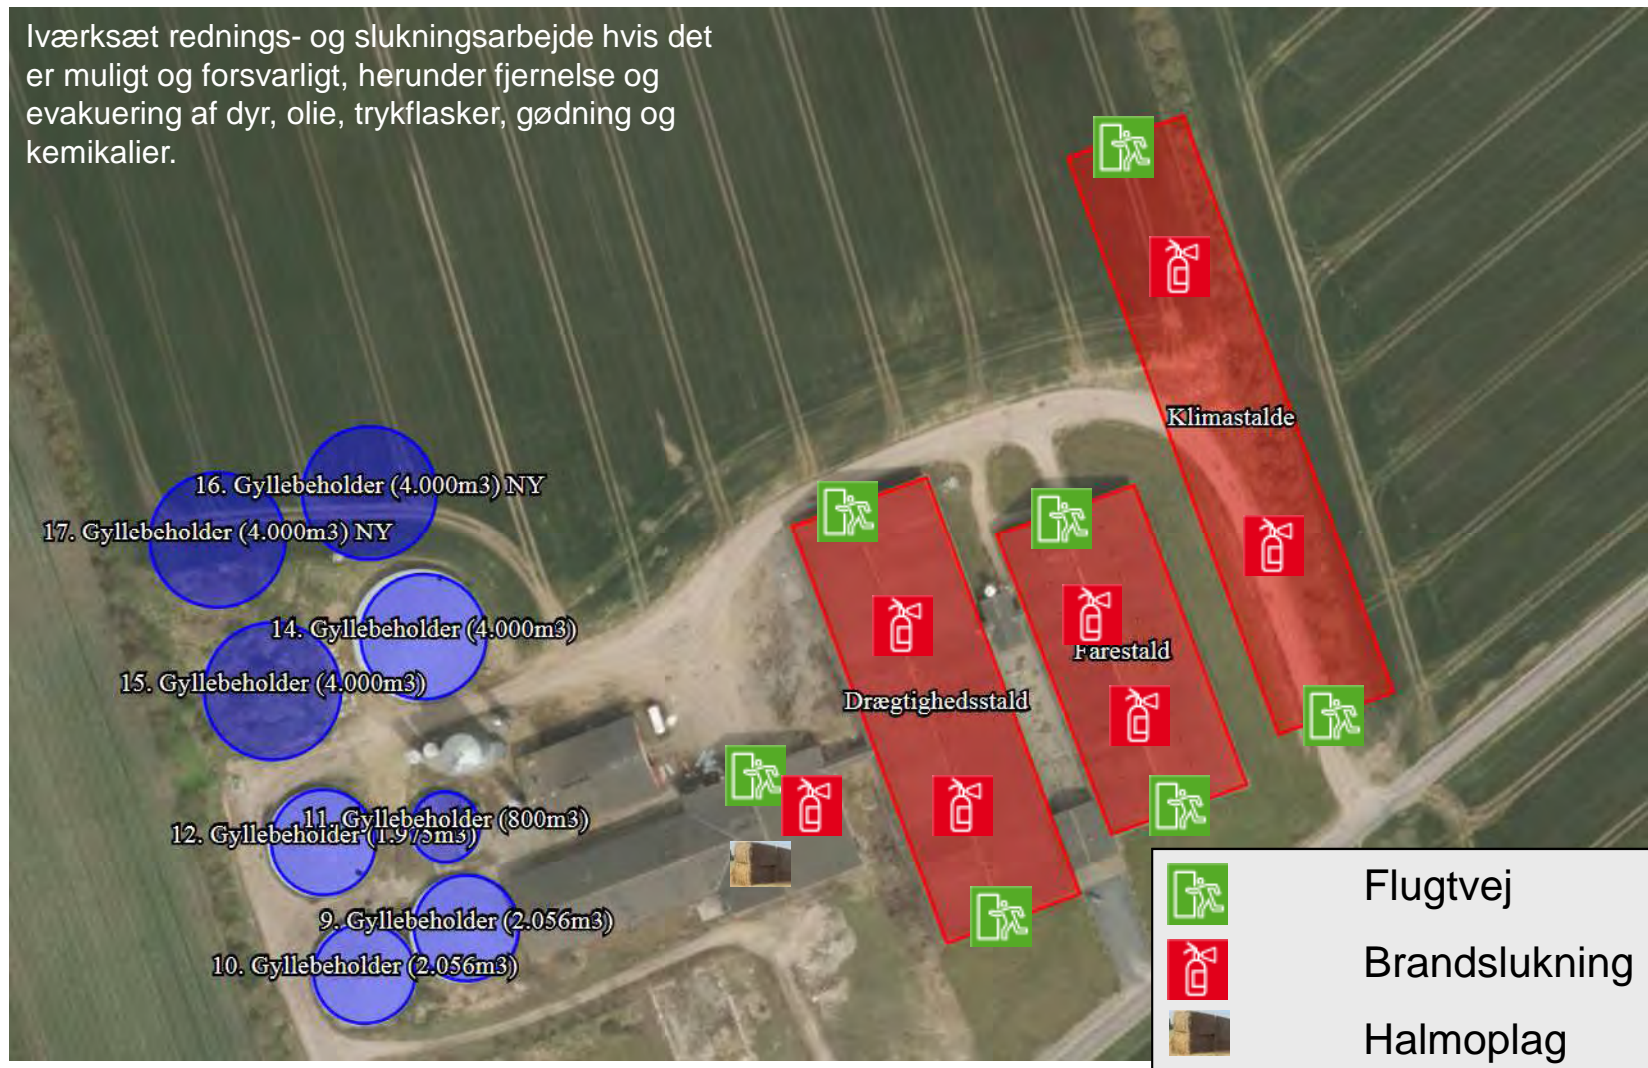 Iværksæt rednings- og slukningsarbejde hvis det
er muligt og forsvarligt, herunder fjernelse og
evakuering af dyr, olie, trykflasker, gødning og
kemikalier.
Klimastalde
16. Gyllebeholder (4.000m3) NY
17. Gyllebeholder (4.000m3) NY
14. Gyllebeholder (4.000m3)
Farestald
15. Gyllebeholder (4.000m3)
Drægtighedsstald
11. Gyllebeholder (800m3)
12. Gyllebeholder (1.975m3)
9. Gyllebeholder (2.056m3)
10. Gyllebeholder (2.056m3)
Flugtvej
Brandslukning
Halmoplag